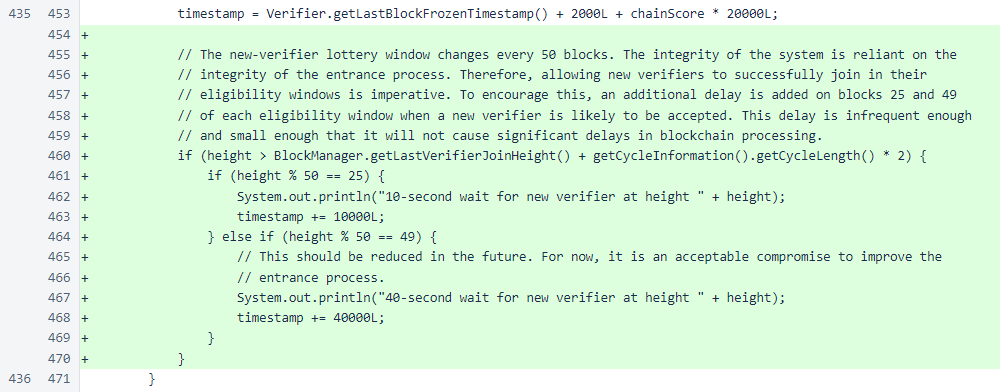 435 453 timestamp = Verifier.getLastBlockFrozenTimestamp() + 2000L + chainScore * 20000L;
454 +
455 + // The new-verifier lottery window changes every 50 blocks. The integrity of the system is reliant on the
456 + // integrity of the entrance process. Therefore, allowing new verifiers to successfully join in their
457 + // eligibility windows is imperative. To encourage this, an additional delay is added on blocks 25 and 49
458 + // of each eligibility window when a new verifier is likely to be accepted. This delay is infrequent enough
459 + // and small enough that it will not cause significant delays in blockchain processing.
460 + if (height > BlockManager.getLastVerifierJoinHeight() + getCycleInformation().getCycleLength() * 2) {
461 + if (height % 50 == 25) {
462 + System.out.println("10-second wait for new verifier at height " + height);
463 + timestamp += 10000L;
464 + } else if (height % 50 == 49) {
465 + // This should be reduced in the future. For now, it is an acceptable compromise to improve the
466 + // entrance process.
467 + System.out.println("40-second wait for new verifier at height " + height);
468 + timestamp += 40000L;
469 + }
470 + }
436 471 }